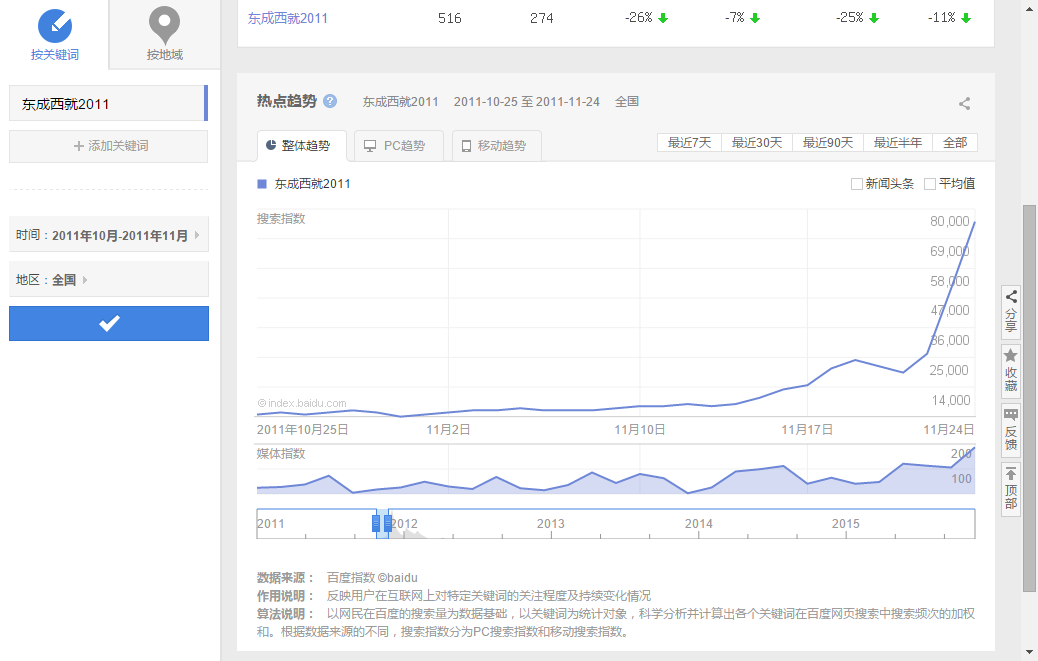 东成西就2011 516 274 -26% -7% -25% -11%
按关键词 按地域
东成西就2011
+ 添加关键词
时间：2011年10月-2011年11月
地区：全国
热点趋势 ? 东成西就2011 2011-10-25 至 2011-11-24 全国
整体趋势 PC趋势 移动趋势 最近7天 最近30天 最近90天 最近半年 全部
东成西就2011 新闻头条 平均值
搜索指数
80,000
69,000
58,000
47,000
36,000
25,000
14,000
© index.baidu.com
2011年10月25日 11月2日 11月10日 11月17日 11月24日
媒体指数
200
100
2011 2012 2013 2014 2015
数据来源： 百度指数 ©baidu
作用说明： 反映用户在互联网上对特定关键词的关注程度及持续变化情况
算法说明： 以网民在百度的搜索量为数据基础，以关键词为统计对象，科学分析并计算出各个关键词在百度网页搜索中搜索频次的加权
和。根据数据来源的不同，搜索指数分为PC搜索指数和移动搜索指数。
分享
收藏
反馈
顶部